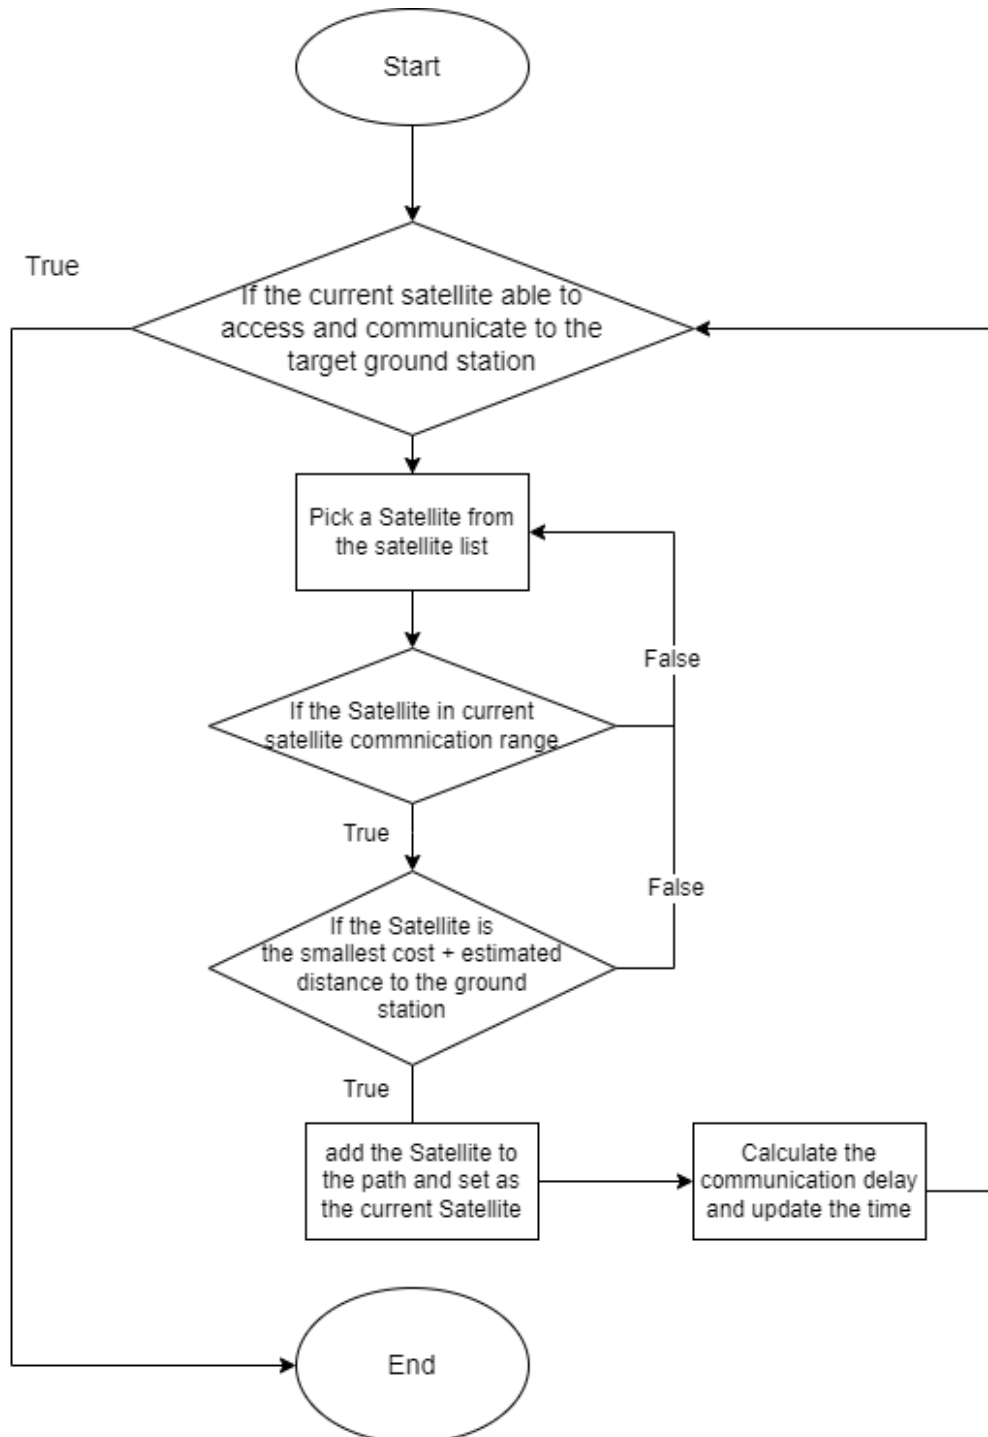 Start
True
If the current satellite able to
access and communicate to the
target ground station
Pick a Satellite from
the satellite list
False
If the Satellite in current
satellite commnication range
True
False
If the Satellite is
the smallest cost + estimated
distance to the ground
station
True
add the Satellite to
the path and set as
the current Satellite
Calculate the
communication delay
and update the time
End